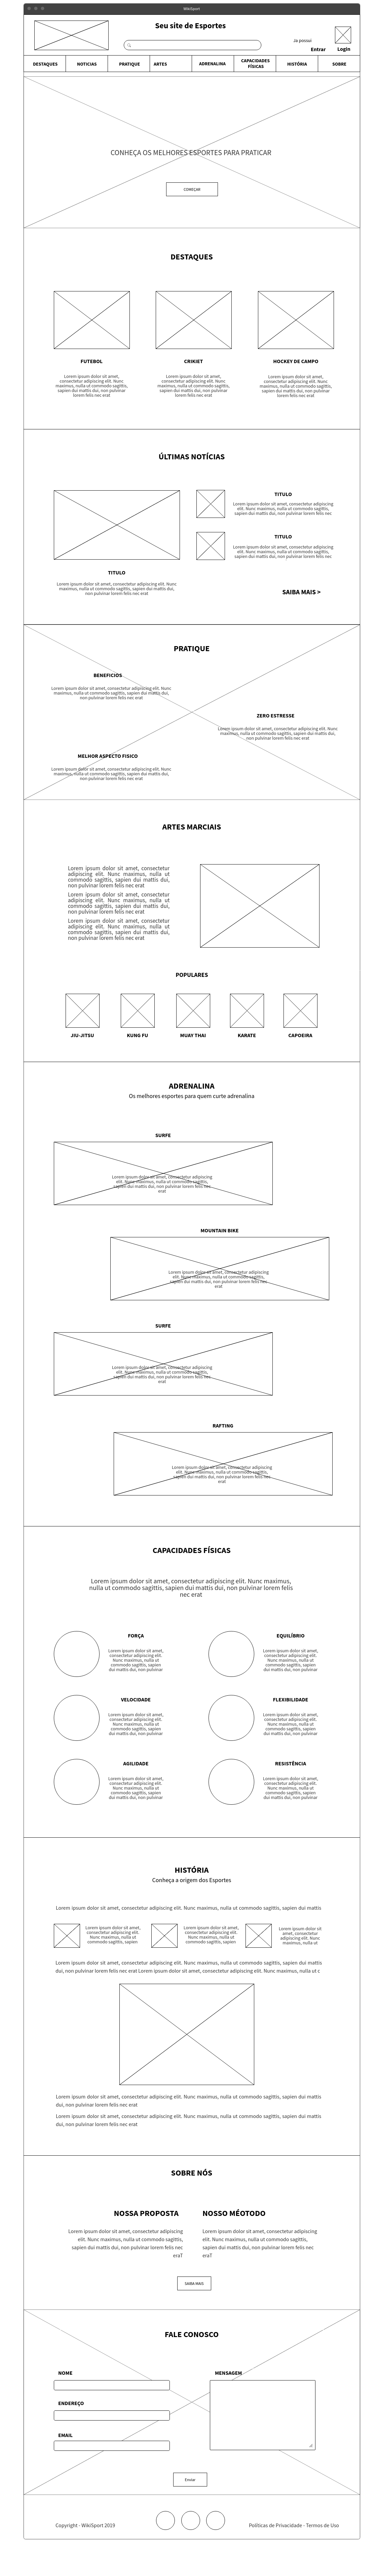 WikiSport
Seu site de Esportes
Ja possui
Entrar
Login
DESTAQUES
NOTICIAS
PRATIQUE
ARTES
ADRENALINA
CAPACIDADES
FÍSICAS
HISTÓRIA
SOBRE
CONHEÇA OS MELHORES ESPORTES PARA PRATICAR
COMEÇAR
DESTAQUES
FUTEBOL
Lorem ipsum dolor sit amet,
consectetur adipiscing elit. Nunc
maximus, nulla ut commodo sagittis,
sapien dui mattis dui, non pulvinar
lorem felis nec erat
CRIKIET
Lorem ipsum dolor sit amet,
consectetur adipiscing elit. Nunc
maximus, nulla ut commodo sagittis,
sapien dui mattis dui, non pulvinar
lorem felis nec erat
HOCKEY DE CAMPO
Lorem ipsum dolor sit amet,
consectetur adipiscing elit. Nunc
maximus, nulla ut commodo sagittis,
sapien dui mattis dui, non pulvinar
lorem felis nec erat
ÚLTIMAS NOTÍCIAS
TITULO
Lorem ipsum dolor sit amet, consectetur adipiscing elit. Nunc
maximus, nulla ut commodo sagittis, sapien dui mattis dui,
non pulvinar lorem felis nec erat
TITULO
Lorem ipsum dolor sit amet, consectetur adipiscing
elit. Nunc maximus, nulla ut commodo sagittis,
sapien dui mattis dui, non pulvinar lorem felis nec
TITULO
Lorem ipsum dolor sit amet, consectetur adipiscing
elit. Nunc maximus, nulla ut commodo sagittis,
sapien dui mattis dui, non pulvinar lorem felis nec
SAIBA MAIS >
PRATIQUE
BENEFICIOS
Lorem ipsum dolor sit amet, consectetur adipiscing elit. Nunc
maximus, nulla ut commodo sagittis, sapien dui mattis dui,
non pulvinar lorem felis nec erat
ZERO ESTRESSE
Lorem ipsum dolor sit amet, consectetur adipiscing elit. Nunc
maximus, nulla ut commodo sagittis, sapien dui mattis dui,
non pulvinar lorem felis nec erat
MELHOR ASPECTO FISICO
Lorem ipsum dolor sit amet, consectetur adipiscing elit. Nunc
maximus, nulla ut commodo sagittis, sapien dui mattis dui,
non pulvinar lorem felis nec erat
ARTES MARCIAIS
Lorem ipsum dolor sit amet, consectetur
adipiscing elit. Nunc maximus, nulla ut
commodo sagittis, sapien dui mattis dui,
non pulvinar lorem felis nec erat
Lorem ipsum dolor sit amet, consectetur
adipiscing elit. Nunc maximus, nulla ut
commodo sagittis, sapien dui mattis dui,
non pulvinar lorem felis nec erat
Lorem ipsum dolor sit amet, consectetur
adipiscing elit. Nunc maximus, nulla ut
commodo sagittis, sapien dui mattis dui,
non pulvinar lorem felis nec erat
POPULARES
JIU-JITSU
KUNG FU
MUAY THAI
KARATE
CAPOEIRA
ADRENALINA
Os melhores esportes para quem curte adrenalina
SURFE
Lorem ipsum dolor sit amet, consectetur adipiscing
elit. Nunc maximus, nulla ut commodo sagittis,
sapien dui mattis dui, non pulvinar lorem felis nec
erat
MOUNTAIN BIKE
Lorem ipsum dolor sit amet, consectetur adipiscing
elit. Nunc maximus, nulla ut commodo sagittis,
sapien dui mattis dui, non pulvinar lorem felis nec
erat
SURFE
Lorem ipsum dolor sit amet, consectetur adipiscing
elit. Nunc maximus, nulla ut commodo sagittis,
sapien dui mattis dui, non pulvinar lorem felis nec
erat
RAFTING
Lorem ipsum dolor sit amet, consectetur adipiscing
elit. Nunc maximus, nulla ut commodo sagittis,
sapien dui mattis dui, non pulvinar lorem felis nec
erat
CAPACIDADES FÍSICAS
Lorem ipsum dolor sit amet, consectetur adipiscing elit. Nunc maximus,
nulla ut commodo sagittis, sapien dui mattis dui, non pulvinar lorem felis
nec erat
FORÇA
Lorem ipsum dolor sit amet,
consectetur adipiscing elit.
Nunc maximus, nulla ut
commodo sagittis, sapien
dui mattis dui, non pulvinar
EQUILÍBRIO
Lorem ipsum dolor sit amet,
consectetur adipiscing elit.
Nunc maximus, nulla ut
commodo sagittis, sapien
dui mattis dui, non pulvinar
VELOCIDADE
Lorem ipsum dolor sit amet,
consectetur adipiscing elit.
Nunc maximus, nulla ut
commodo sagittis, sapien
dui mattis dui, non pulvinar
FLEXIBILIDADE
Lorem ipsum dolor sit amet,
consectetur adipiscing elit.
Nunc maximus, nulla ut
commodo sagittis, sapien
dui mattis dui, non pulvinar
AGILIDADE
Lorem ipsum dolor sit amet,
consectetur adipiscing elit.
Nunc maximus, nulla ut
commodo sagittis, sapien
dui mattis dui, non pulvinar
RESISTÊNCIA
Lorem ipsum dolor sit amet,
consectetur adipiscing elit.
Nunc maximus, nulla ut
commodo sagittis, sapien
dui mattis dui, non pulvinar
HISTÓRIA
Conheça a origem dos Esportes
Lorem ipsum dolor sit amet, consectetur adipiscing elit. Nunc maximus, nulla ut commodo sagittis, sapien dui mattis
Lorem ipsum dolor sit amet,
consectetur adipiscing elit.
Nunc maximus, nulla ut
commodo sagittis, sapien
Lorem ipsum dolor sit amet,
consectetur adipiscing elit.
Nunc maximus, nulla ut
commodo sagittis, sapien
Lorem ipsum dolor sit
amet, consectetur
adipiscing elit. Nunc
maximus, nulla ut
Lorem ipsum dolor sit amet, consectetur adipiscing elit. Nunc maximus, nulla ut commodo sagittis, sapien dui mattis
dui, non pulvinar lorem felis nec erat Lorem ipsum dolor sit amet, consectetur adipiscing elit. Nunc maximus, nulla ut c
Lorem ipsum dolor sit amet, consectetur adipiscing elit. Nunc maximus, nulla ut commodo sagittis, sapien dui mattis
dui, non pulvinar lorem felis nec erat
Lorem ipsum dolor sit amet, consectetur adipiscing elit. Nunc maximus, nulla ut commodo sagittis, sapien dui mattis
dui, non pulvinar lorem felis nec erat
SOBRE NÓS
NOSSA PROPOSTA
Lorem ipsum dolor sit amet, consectetur adipiscing
elit. Nunc maximus, nulla ut commodo sagittis,
sapien dui mattis dui, non pulvinar lorem felis nec
eraT
NOSSO MÉOTODO
Lorem ipsum dolor sit amet, consectetur adipiscing
elit. Nunc maximus, nulla ut commodo sagittis,
sapien dui mattis dui, non pulvinar lorem felis nec
eraT
SAIBA MAIS
FALE CONOSCO
NOME
ENDEREÇO
EMAIL
MENSAGEM
Enviar
Copyright - WikiSport 2019
Políticas de Privacidade - Termos de Uso